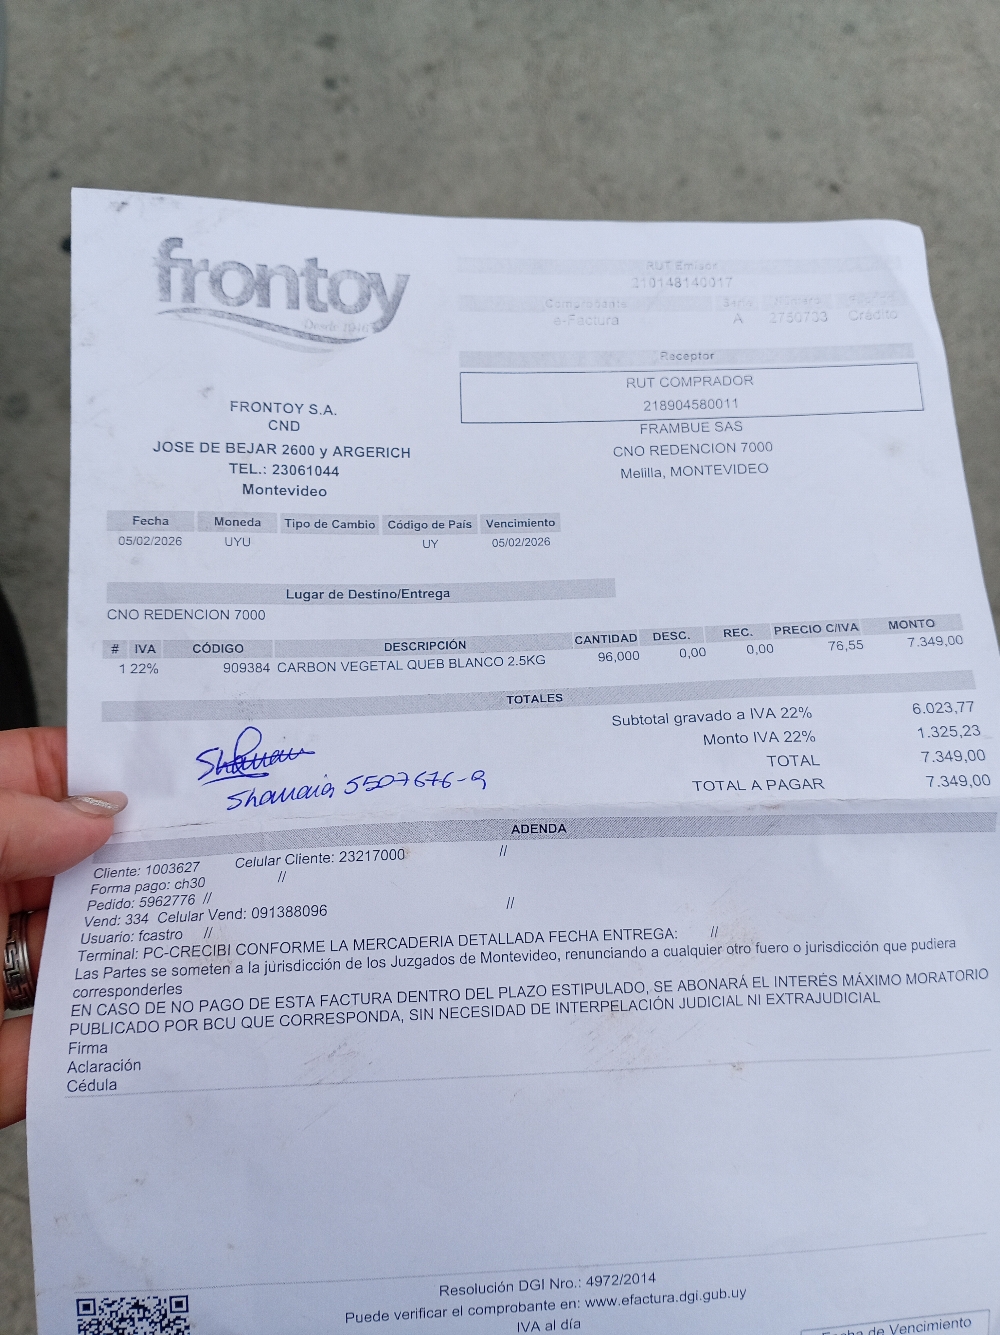 frontoy
Desde 1946
RUT Emisor
210148140017
Comprobante Serie Número
e-Factura A 2750733 Crédito
Receptor
RUT COMPRADOR
218904580011
FRAMBUE SAS
CNO REDENCION 7000
Melilla, MONTEVIDEO
FRONTOY S.A.
CND
JOSE DE BEJAR 2600 y ARGERICH
TEL.: 23061044
Montevideo
Fecha Moneda Tipo de Cambio Código de País Vencimiento
05/02/2026 UYU UY 05/02/2026
Lugar de Destino/Entrega
CNO REDENCION 7000
# IVA CÓDIGO DESCRIPCIÓN CANTIDAD DESC. REC. PRECIO C/IVA MONTO
1 22% 909384 CARBON VEGETAL QUEB BLANCO 2.5KG 96,000 0,00 0,00 76,55 7.349,00
TOTALES
Subtotal gravado a IVA 22% 6.023,77
Monto IVA 22% 1.325,23
TOTAL 7.349,00
TOTAL A PAGAR 7.349,00
5507676-9
ADENDA
Cliente: 1003627 Celular Cliente: 23217000 //
Forma pago: ch30 //
Pedido: 5962776 //
Vend: 334 Celular Vend: 091388096 //
Usuario: fcastro //
Terminal: PC-CRECIBI CONFORME LA MERCADERIA DETALLADA FECHA ENTREGA: //
Las Partes se someten a la jurisdicción de los Juzgados de Montevideo, renunciando a cualquier otro fuero o jurisdicción que pudiera
corresponderles
EN CASO DE NO PAGO DE ESTA FACTURA DENTRO DEL PLAZO ESTIPULADO, SE ABONARÁ EL INTERÉS MÁXIMO MORATORIO
PUBLICADO POR BCU QUE CORRESPONDA, SIN NECESIDAD DE INTERPELACIÓN JUDICIAL NI EXTRAJUDICIAL
Firma
Aclaración
Cédula
Resolución DGI Nro.: 4972/2014
Puede verificar el comprobante en: www.efactura.dgi.gub.uy
IVA al día
Fecha de Vencimiento